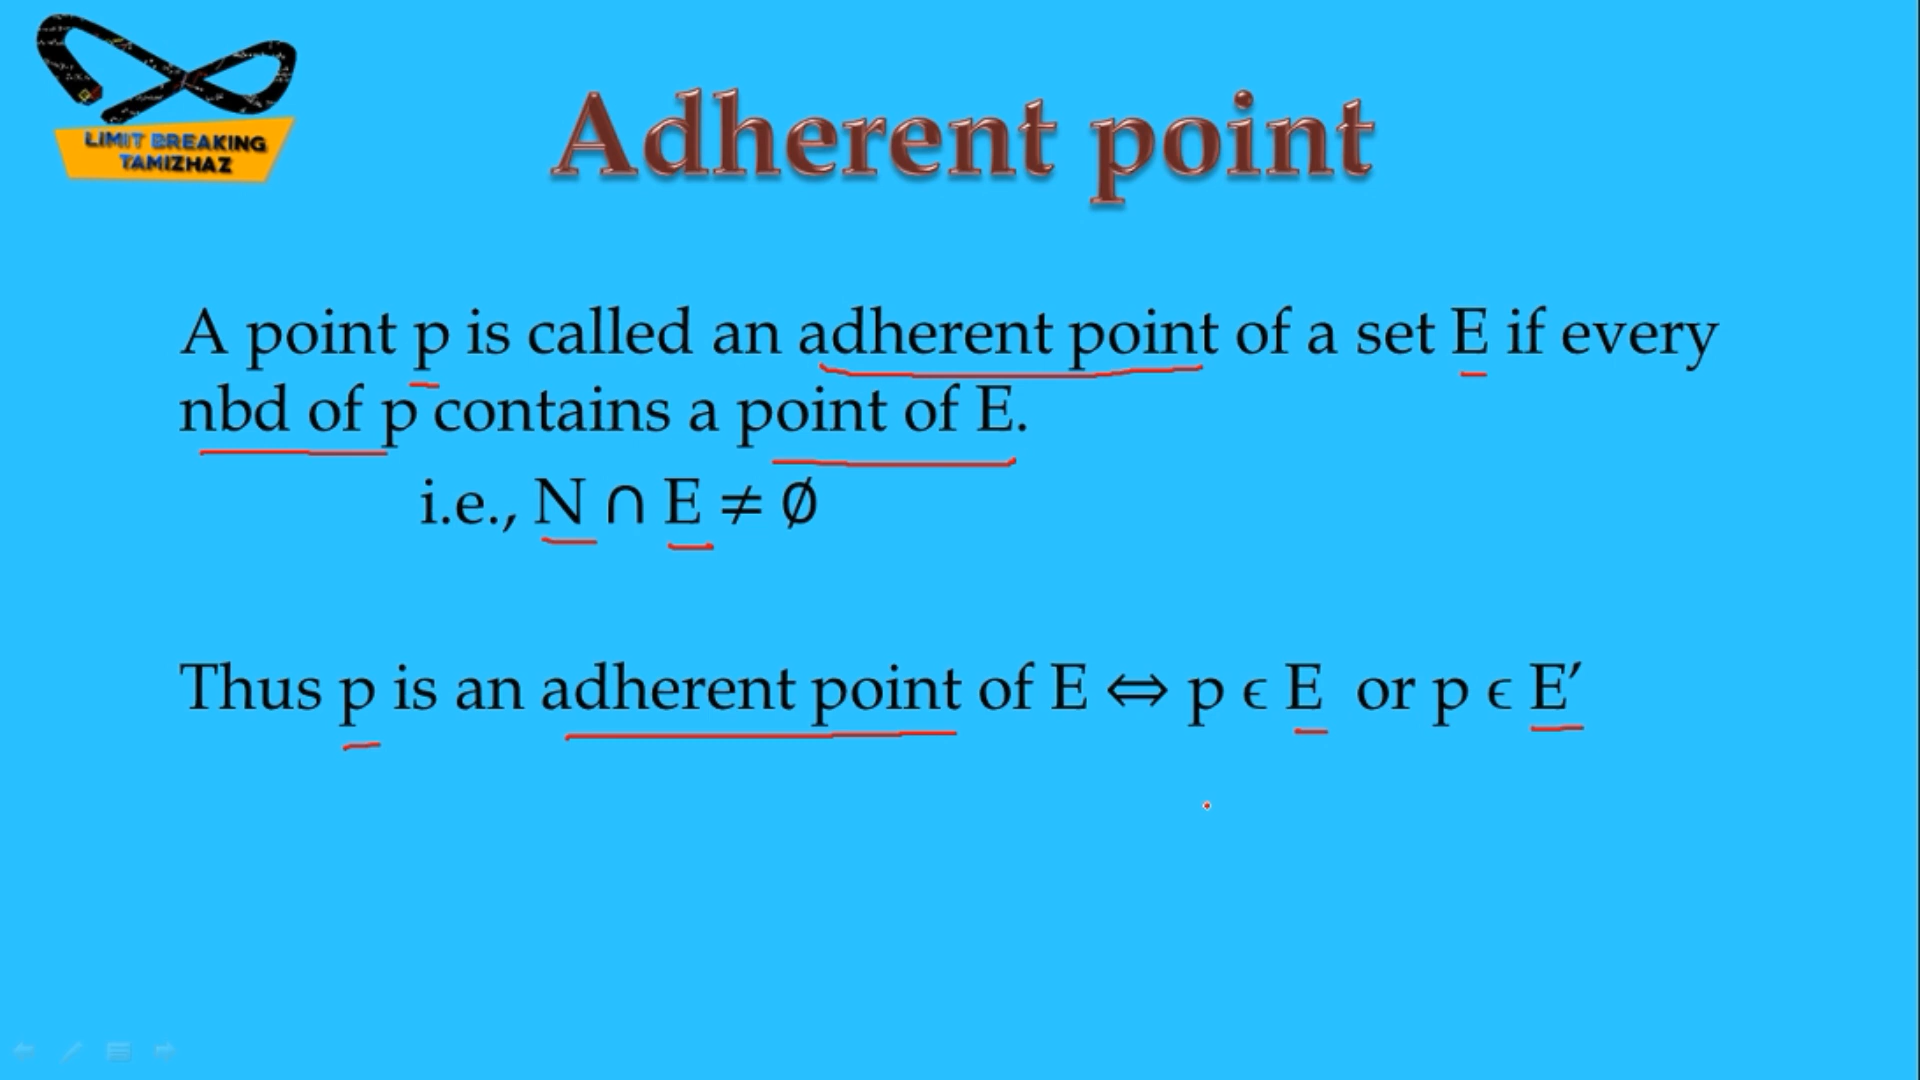 LIMIT BREAKING
TAMIZHAZ
Adherent point
A point p is called an adherent point of a set E if every
nbd of p contains a point of E.
i.e., N ∩ E ≠ ∅
Thus p is an adherent point of E ⇔ p ϵ E or p ϵ E′